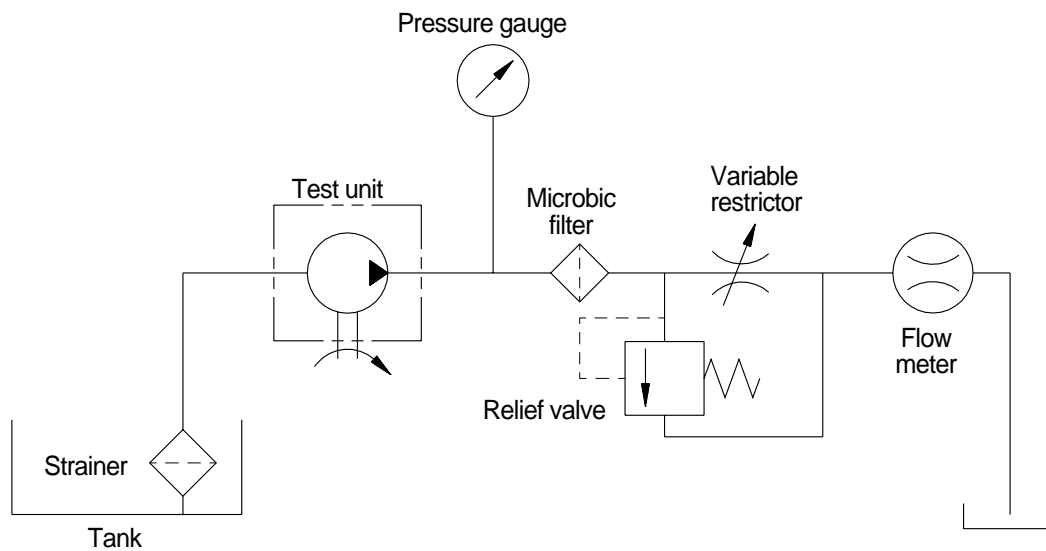 Pressure gauge
Test unit
Microbic
filter
Variable
restrictor
Flow
meter
Relief valve
Strainer
Tank